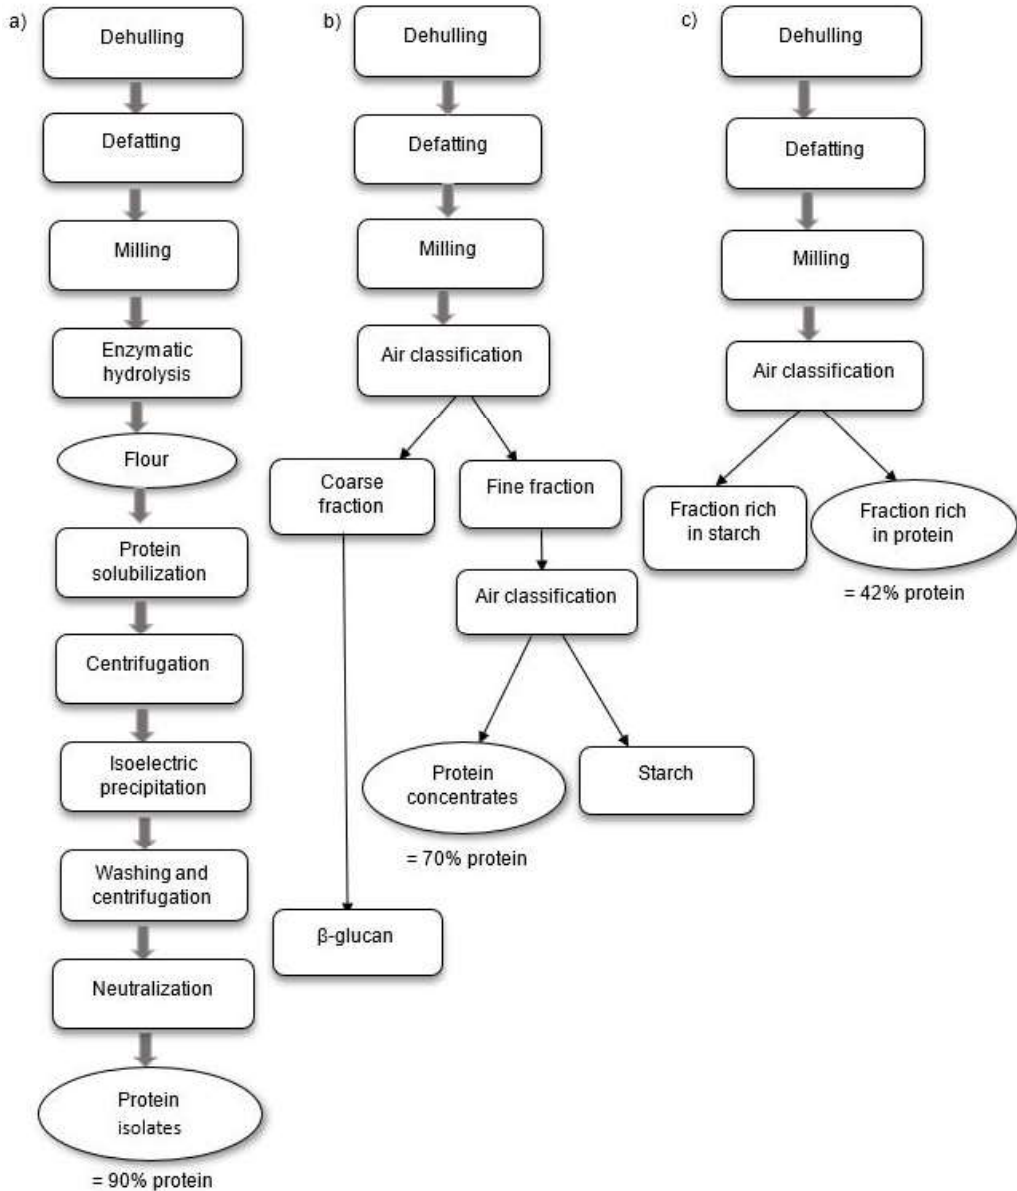 a)
Dehulling
Defatting
Milling
Enzymatic
hydrolysis
Flour
Protein
solubilization
Centrifugation
Isoelectric
precipitation
Washing and
centrifugation
Neutralization
Protein
isolates
= 90% protein
b)
Dehulling
Defatting
Milling
Air classification
Coarse
fraction
Fine fraction
Air classification
Protein
concentrates
= 70% protein
Starch
β-glucan
c)
Dehulling
Defatting
Milling
Air classification
Fraction rich
in starch
Fraction rich
in protein
= 42% protein